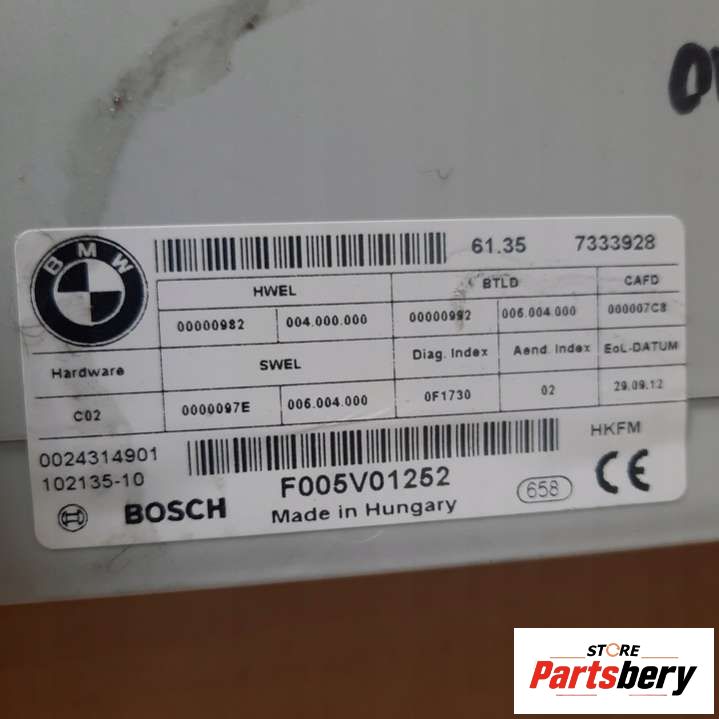 BMW
61.35 7333928
HWEL BTLD CAFD
00000982 004.000.000 00000992 006.004.000 000007C8
Hardware SWEL Diag. Index Aend. Index EoL-DATUM
C02 0000097E 006.004.000 0F1730 02 29.09.12
0024314901 HKFM
102135-10 F005V01252 658 CE
BOSCH Made in Hungary
STORE
Partsbery